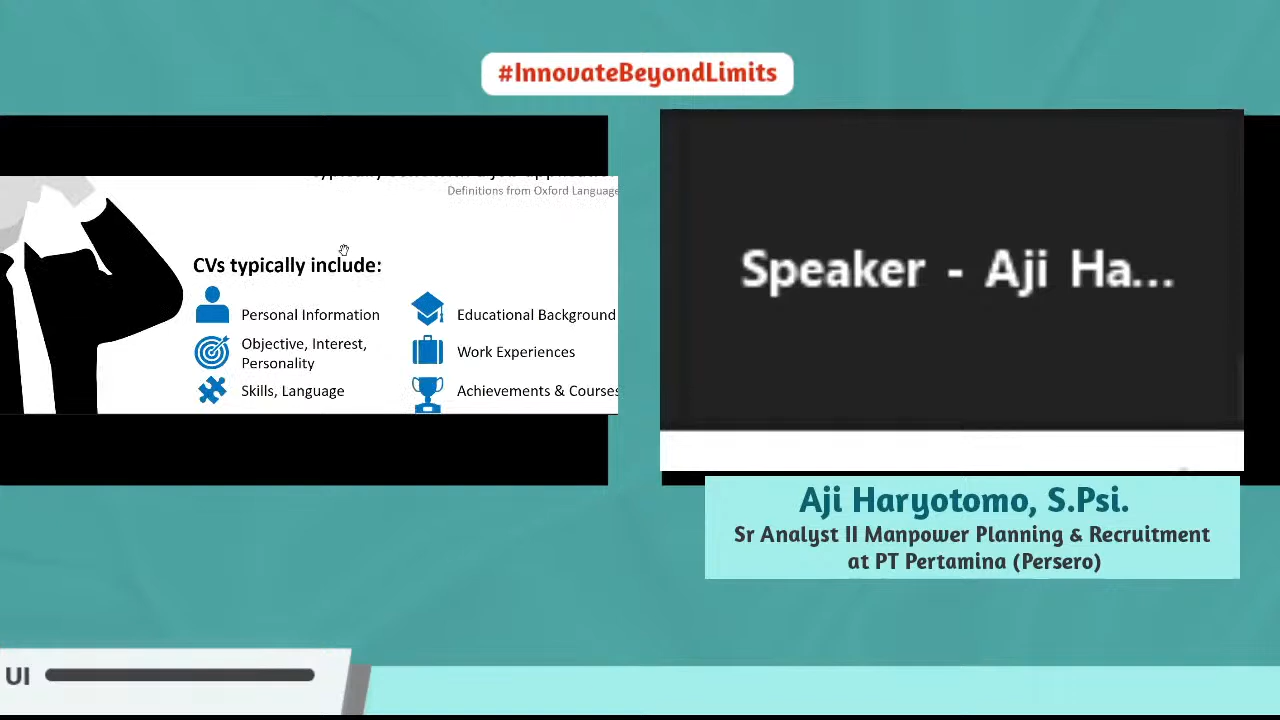 #InnovateBeyondLimits
Definitions from Oxford Language
CVs typically include:
Personal Information
Educational Background
Objective, Interest,
Personality
Work Experiences
Skills, Language
Achievements & Courses
Speaker - Aji Ha...
Aji Haryotomo, S.Psi.
Sr Analyst II Manpower Planning & Recruitment
at PT Pertamina (Persero)
UI